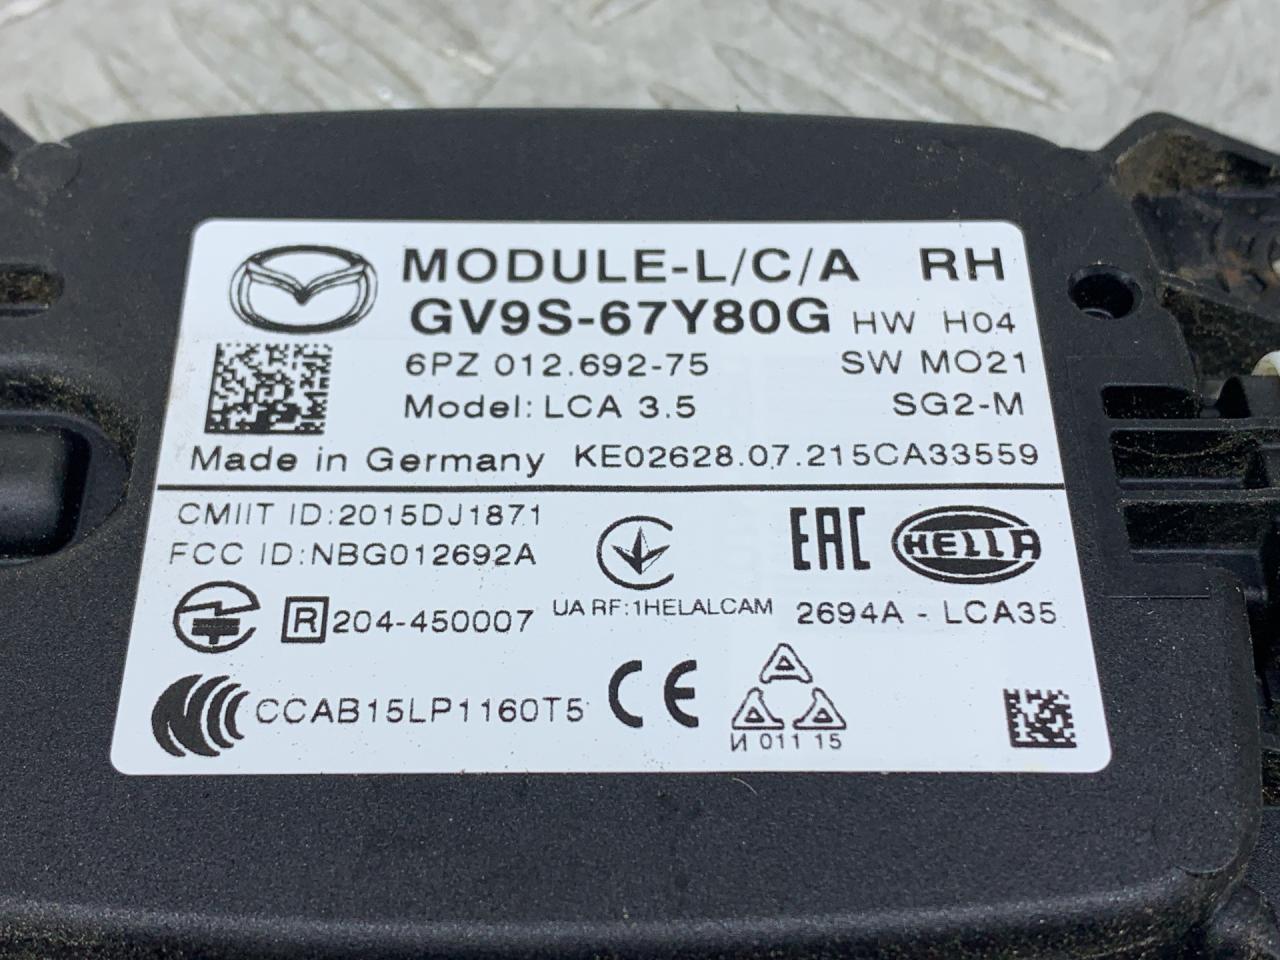 MODULE-L/C/A RH
GV9S-67Y80G HW H04
6PZ 012.692-75 SW MO21
Model: LCA 3.5 SG2-M
Made in Germany KE02628.07.215CA33559
CMIIT ID:2015DJ1871
FCC ID:NBG012692A
EAC HELLA
R 204-450007
UA RF:1HELALCAM
2694A - LCA35
CCAB15LP1160T5
CE
A
A A
И 011 15